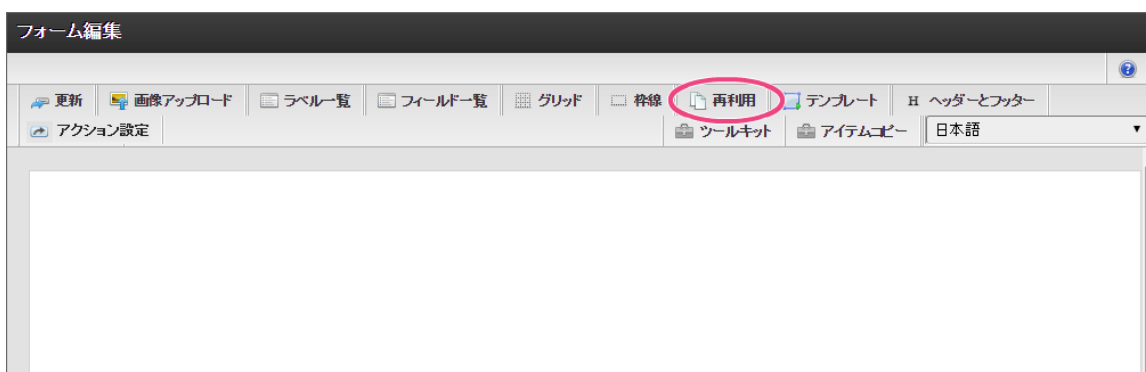 フォーム編集
更新 画像アップロード ラベル一覧 フィールド一覧 グリッド 枠線 再利用 テンプレート H ヘッダーとフッター
アクション設定 ツールキット アイテムコピー 日本語